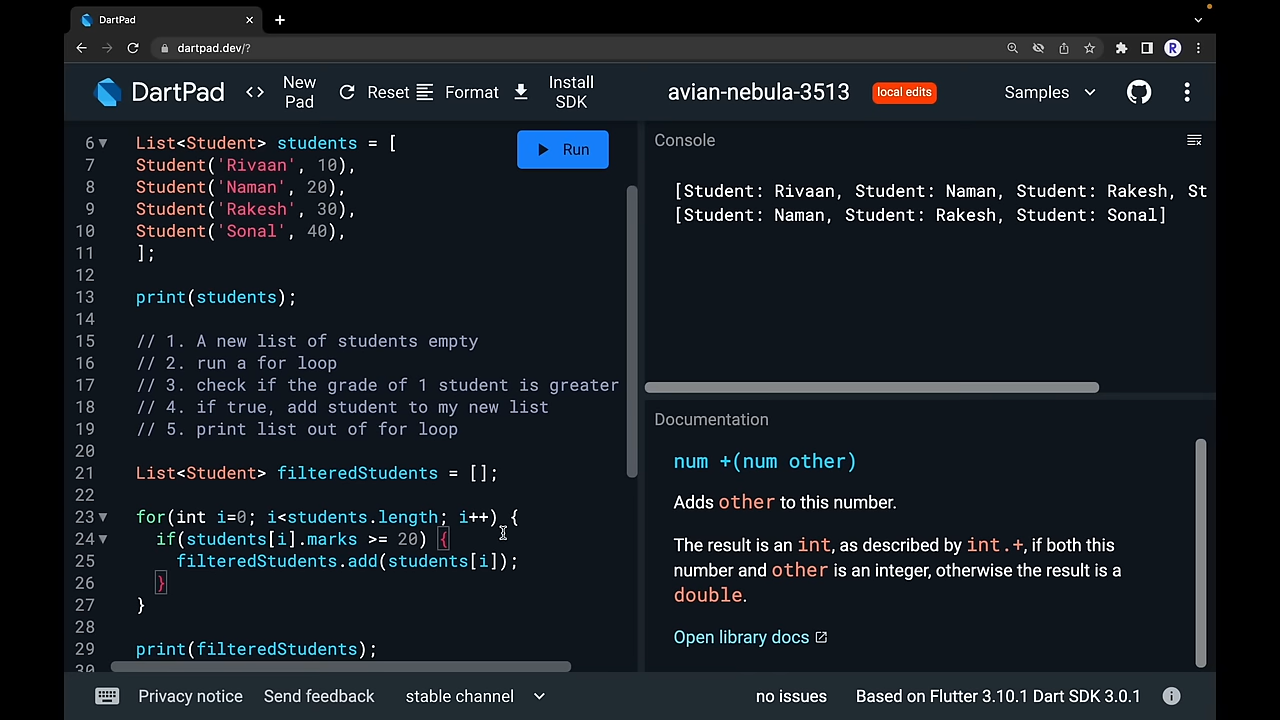 DartPad
dartpad.dev/?
R
DartPad
<> New Pad
Reset
Format
Install SDK
avian-nebula-3513
local edits
Samples
6 List<Student> students = [
7 Student('Rivaan', 10),
8 Student('Naman', 20),
9 Student('Rakesh', 30),
10 Student('Sonal', 40),
11 ];
12
13 print(students);
14
15 // 1. A new list of students empty
16 // 2. run a for loop
17 // 3. check if the grade of 1 student is greater
18 // 4. if true, add student to my new list
19 // 5. print list out of for loop
20
21 List<Student> filteredStudents = [];
22
23 for(int i=0; i<students.length; i++) {
24 if(students[i].marks >= 20) {
25 filteredStudents.add(students[i]);
26 }
27 }
28
29 print(filteredStudents);
30
Run
Console
[Student: Rivaan, Student: Naman, Student: Rakesh, St
[Student: Naman, Student: Rakesh, Student: Sonal]
Documentation
num +(num other)
Adds other to this number.
The result is an int, as described by int.+, if both this
number and other is an integer, otherwise the result is a
double.
Open library docs
Privacy notice
Send feedback
stable channel
no issues
Based on Flutter 3.10.1 Dart SDK 3.0.1